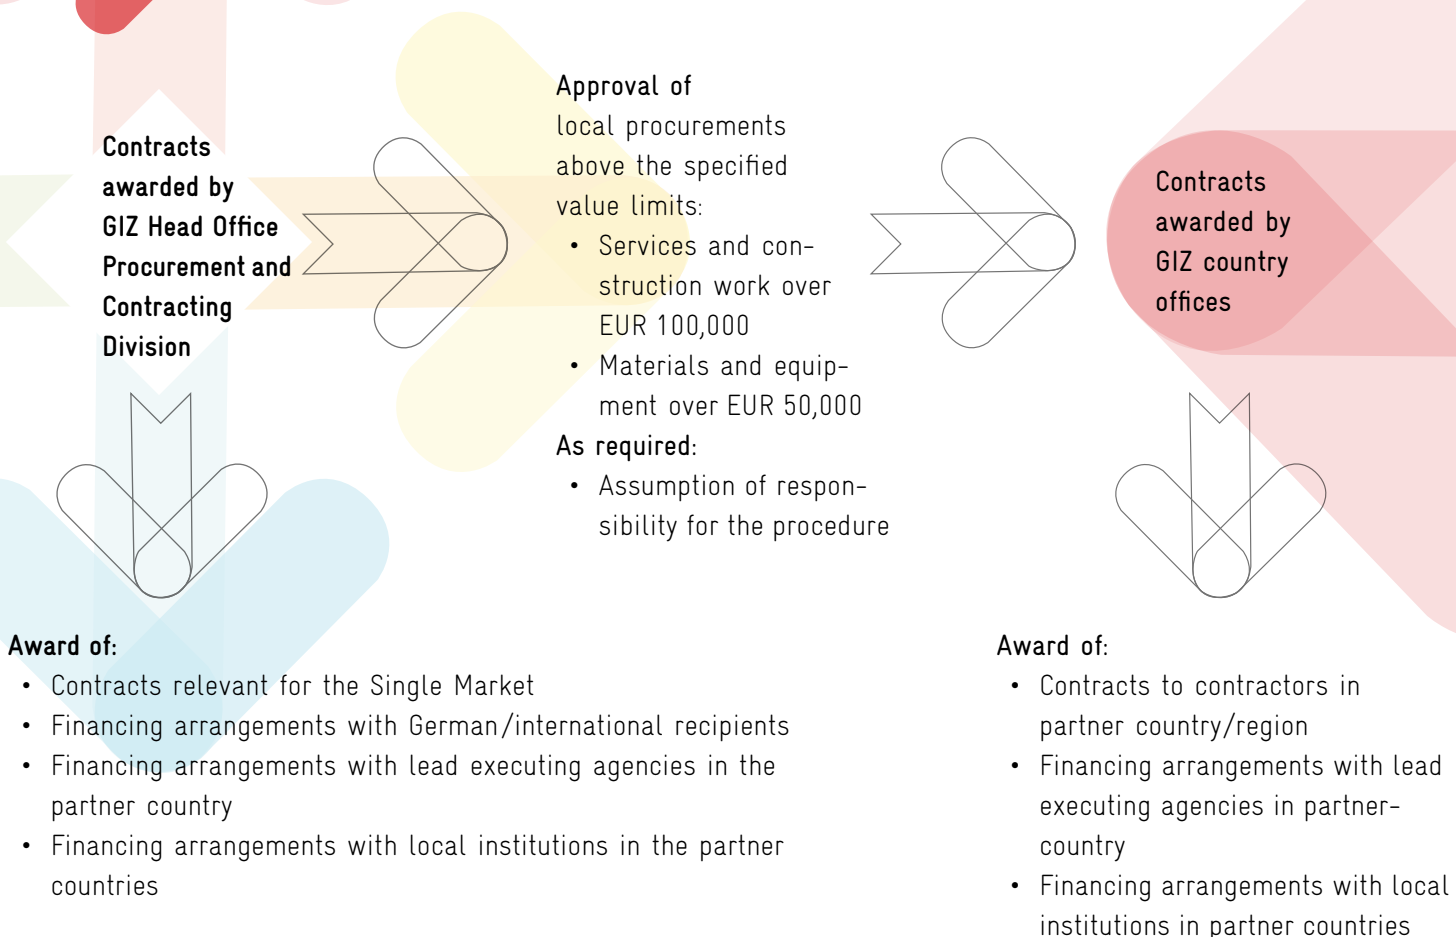 Contracts
awarded by
GIZ Head Office
Procurement and
Contracting
Division
Approval of
local procurements
above the specified
value limits:
• Services and con-
struction work over
EUR 100,000
• Materials and equip-
ment over EUR 50,000
As required:
• Assumption of respon-
sibility for the procedure
Contracts
awarded by
GIZ country
offices
Award of:
• Contracts relevant for the Single Market
• Financing arrangements with German/international recipients
• Financing arrangements with lead executing agencies in the
partner country
• Financing arrangements with local institutions in the partner
countries
Award of:
• Contracts to contractors in
partner country/region
• Financing arrangements with lead
executing agencies in partner-
country
• Financing arrangements with local
institutions in partner countries